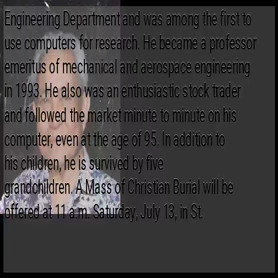 Engineering Department and was among the first to
use computers for research. He became a professor
emeritus of mechanical and aerospace engineering
in 1993. He also was an enthusiastic stock trader
and followed the market minute to minute on his
computer, even at the age of 95. In addition to
his children, he is survived by five
grandchildren. A Mass of Christian Burial will be
offered at 11 a.m. Saturday, July 13, in St.